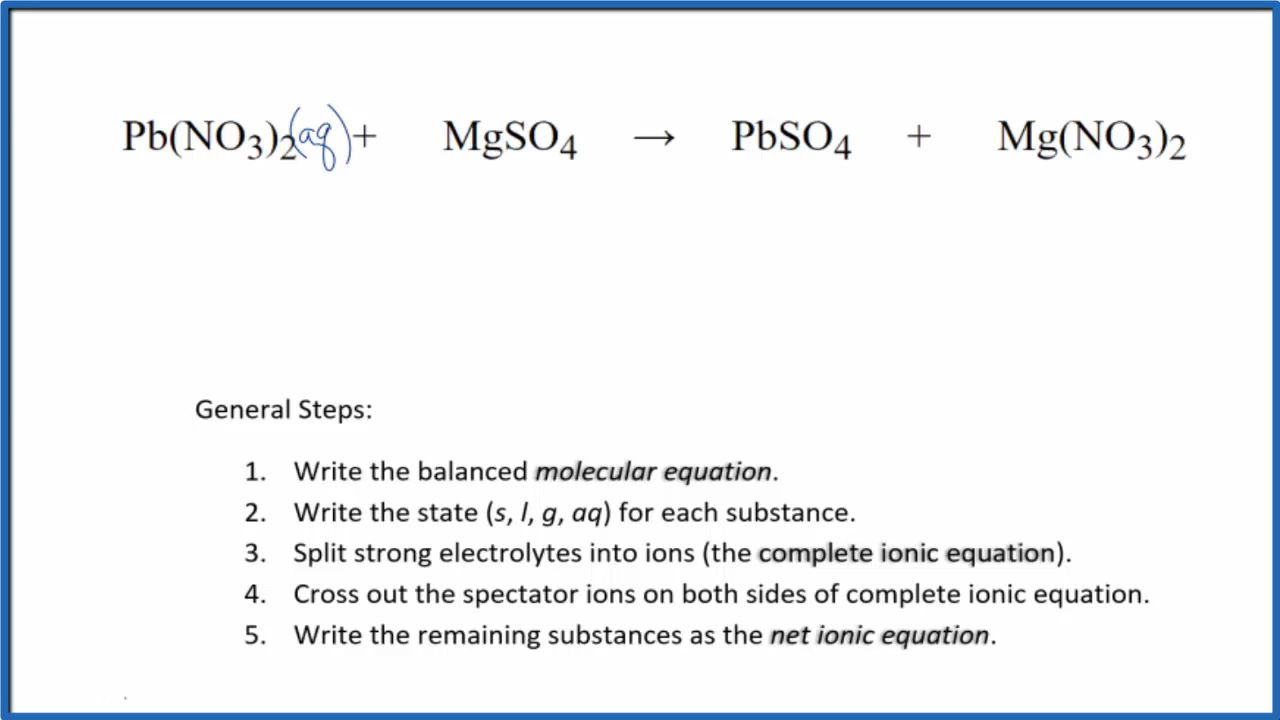 Pb(NO₃)₂(aq) + MgSO₄ → PbSO₄ + Mg(NO₃)₂
General Steps:
1. Write the balanced molecular equation.
2. Write the state (s, l, g, aq) for each substance.
3. Split strong electrolytes into ions (the complete ionic equation).
4. Cross out the spectator ions on both sides of complete ionic equation.
5. Write the remaining substances as the net ionic equation.